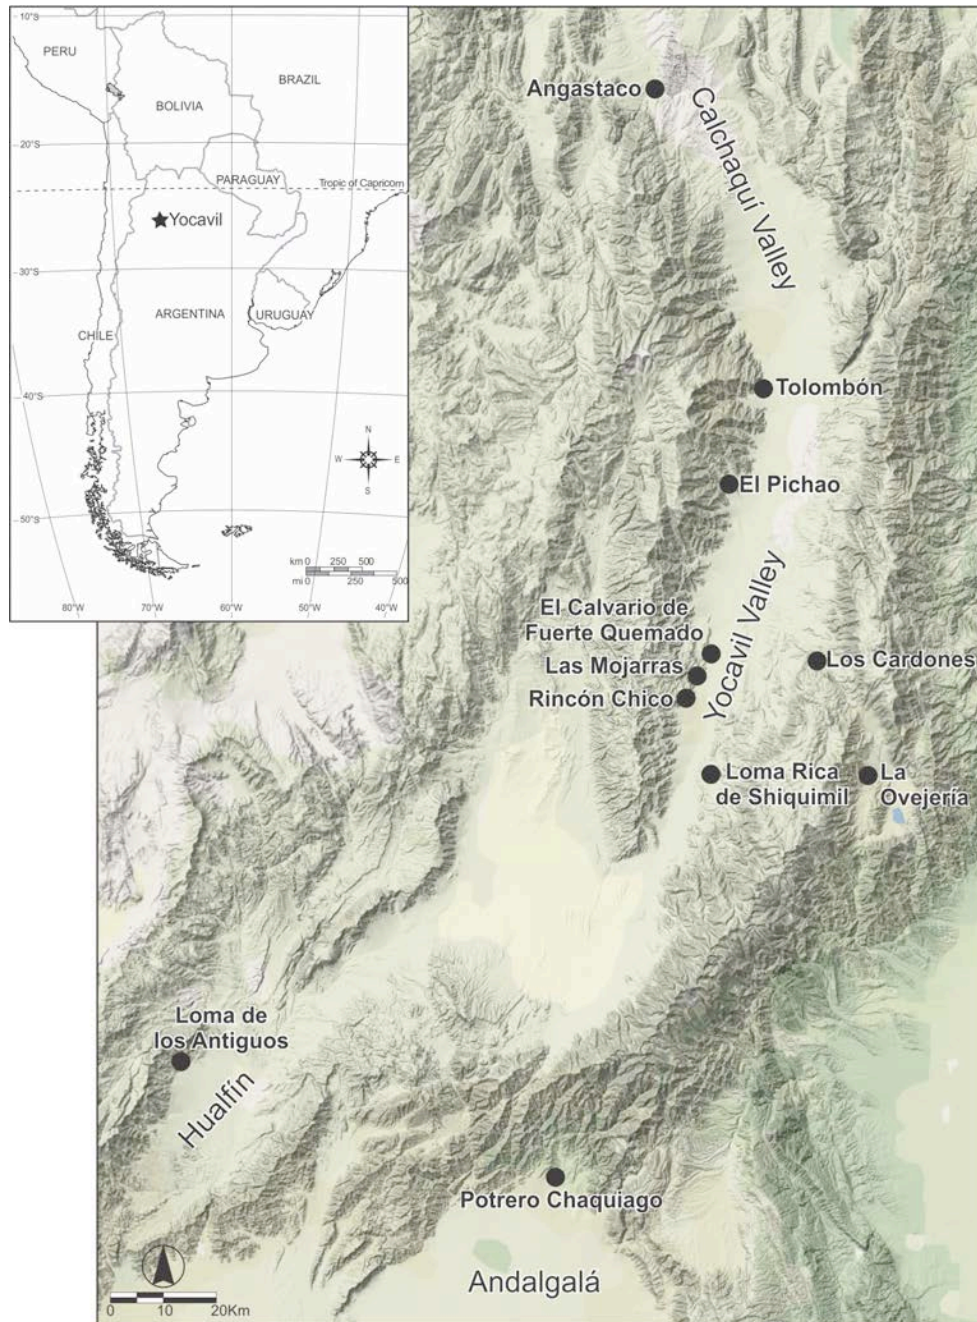 10°S
PERU
BRAZIL
BOLIVIA
20°S
PARAGUAY
Tropic of Capricorn
Yocavil
30°S
ARGENTINA
URUGUAY
CHILE
40°S
N
W E
S
50°S
km 0 250 500
mi 0 250 500
80°W 70°W 60°W 50°W 40°W
Angastaco
Calchaquí Valley
Tolombón
El Pichao
Yocavil Valley
El Calvario de
Fuerte Quemado
Las Mojarras
Rincón Chico
Los Cardones
Loma Rica
de Shiquimil
La
Ovejería
Loma de
los Antiguos
Hualfín
Potrero Chaquiago
Andalgalá
0 10 20Km